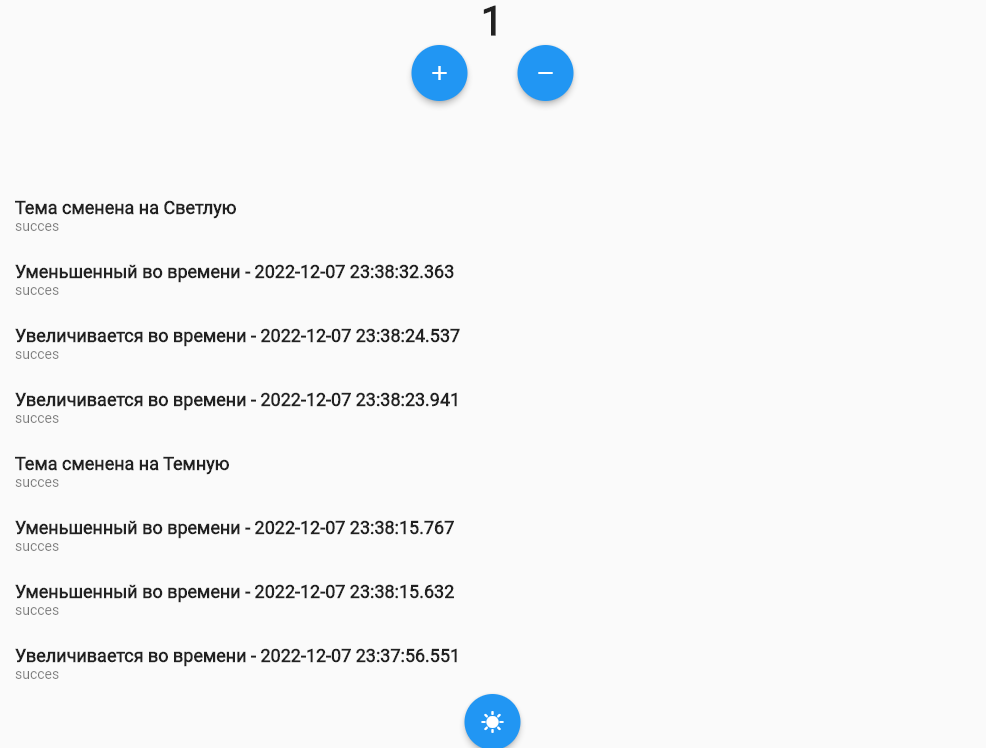 1
+ −
Тема сменена на Светлую
succes
Уменьшенный во времени - 2022-12-07 23:38:32.363
succes
Увеличивается во времени - 2022-12-07 23:38:24.537
succes
Увеличивается во времени - 2022-12-07 23:38:23.941
succes
Тема сменена на Темную
succes
Уменьшенный во времени - 2022-12-07 23:38:15.767
succes
Уменьшенный во времени - 2022-12-07 23:38:15.632
succes
Увеличивается во времени - 2022-12-07 23:37:56.551
succes